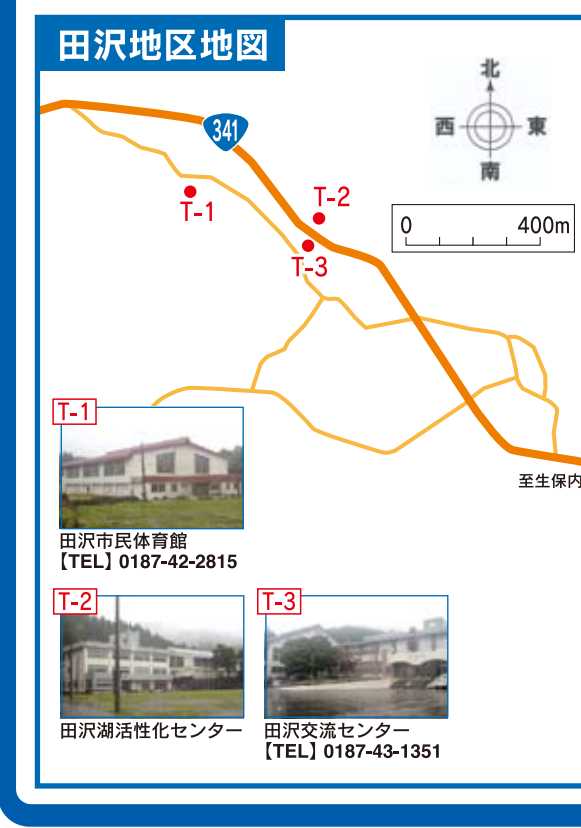 田沢地区地図
北
西 東
南
341
T-1
T-2
T-3
0 400m
至生保内
T-1
田沢市民体育館
【TEL】0187-42-2815
T-2
田沢湖活性化センター
T-3
田沢交流センター
【TEL】0187-43-1351